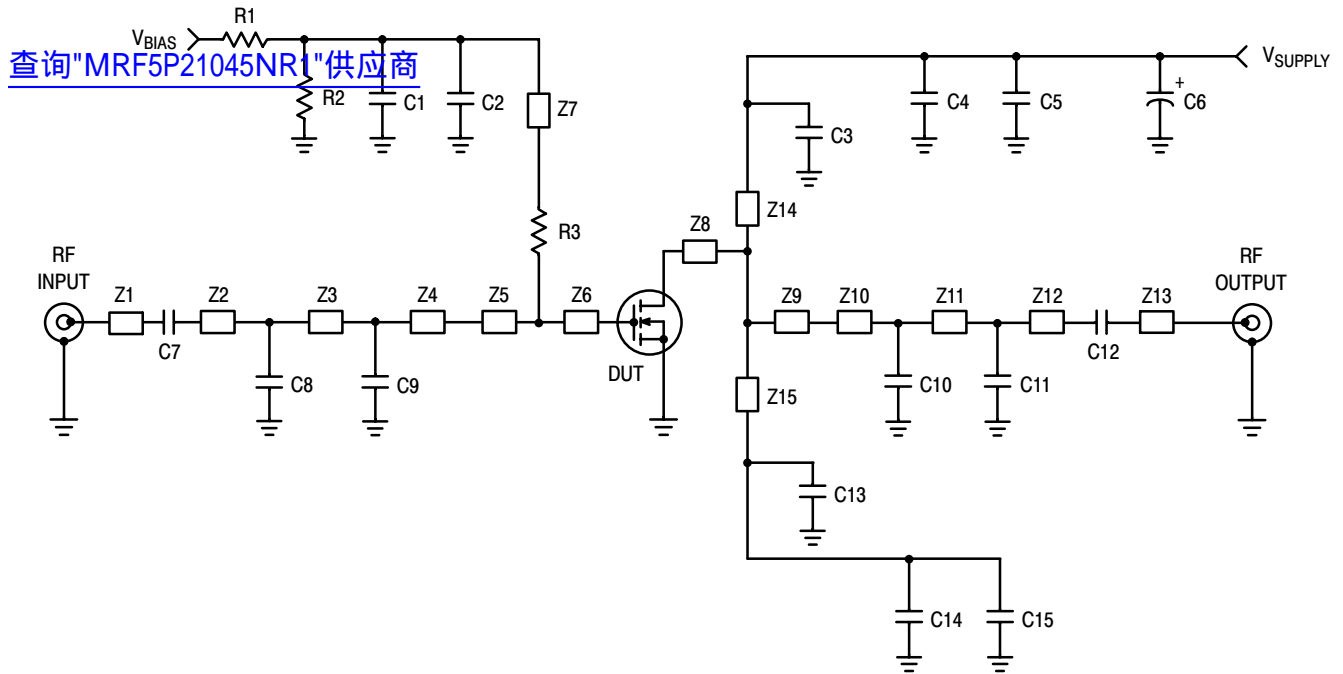 R1
V_BIAS
查询"MRF5P21045NR1"供应商
R2
C1
C2
Z7
R3
V_SUPPLY
C4
C5
+
C6
C3
Z14
Z8
RF
INPUT
Z1
C7
Z2
Z3
Z4
Z5
Z6
C8
C9
DUT
Z9
Z10
Z11
Z12
Z13
C12
RF
OUTPUT
C10
C11
Z15
C13
C14
C15